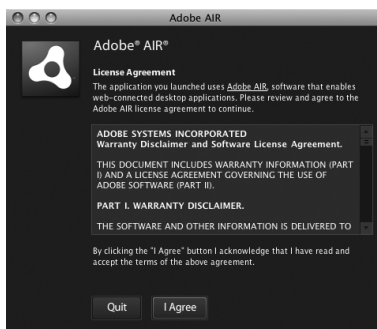 Adobe AIR
Adobe® AIR®
License Agreement
The application you launched uses Adobe AIR, software that enables
web-connected desktop applications. Please review and agree to the
Adobe AIR license agreement to continue.
ADOBE SYSTEMS INCORPORATED
Warranty Disclaimer and Software License Agreement.
THIS DOCUMENT INCLUDES WARRANTY INFORMATION (PART
I) AND A LICENSE AGREEMENT GOVERNING THE USE OF
ADOBE SOFTWARE (PART II).
PART I. WARRANTY DISCLAIMER.
THE SOFTWARE AND OTHER INFORMATION IS DELIVERED TO
By clicking the "I Agree" button I acknowledge that I have read and
accept the terms of the above agreement.
Quit
I Agree